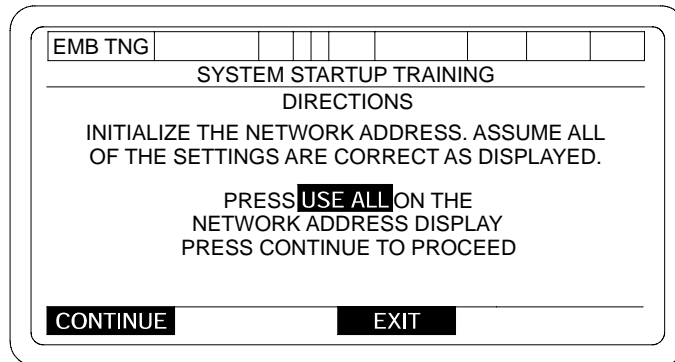 EMB TNG
SYSTEM STARTUP TRAINING
DIRECTIONS
INITIALIZE THE NETWORK ADDRESS. ASSUME ALL
OF THE SETTINGS ARE CORRECT AS DISPLAYED.
PRESS USE ALL ON THE
NETWORK ADDRESS DISPLAY
PRESS CONTINUE TO PROCEED
CONTINUE EXIT